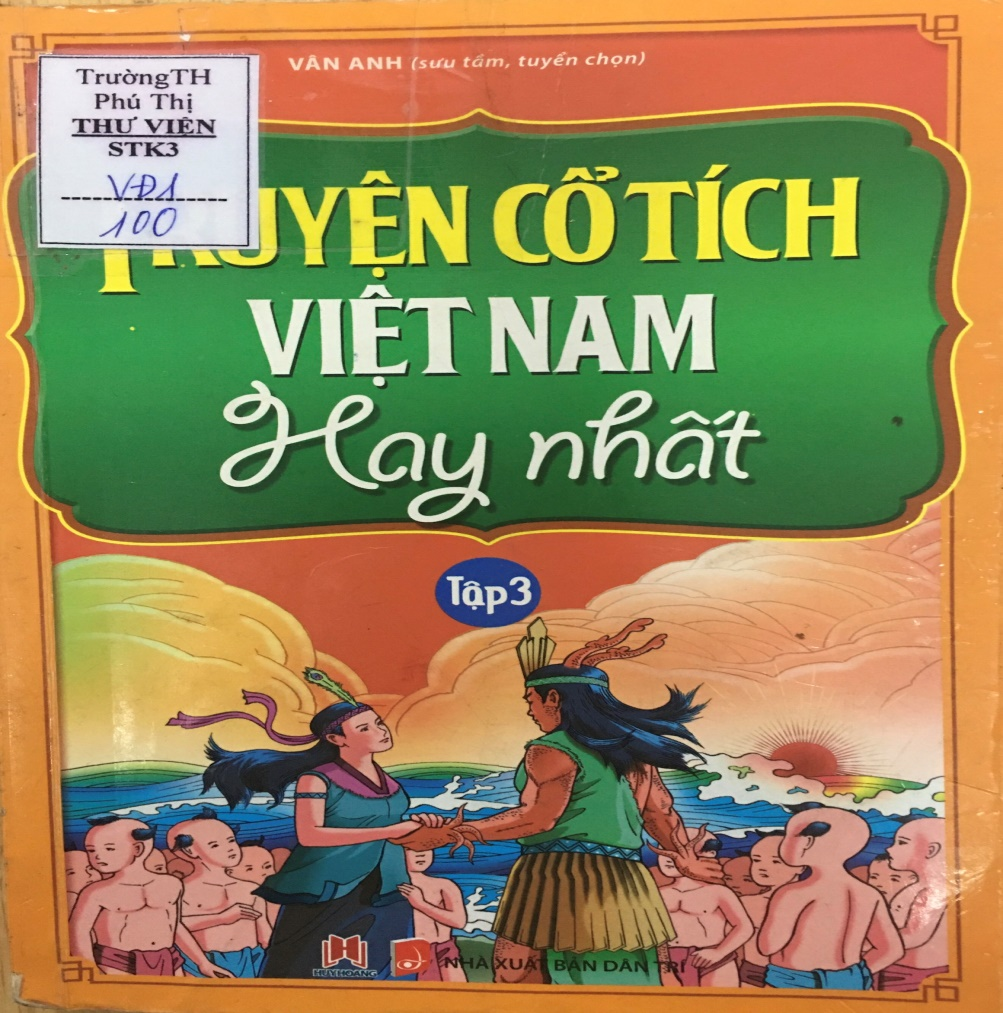 VÂN ANH (sưu tầm, tuyển chọn)
TrườngTH
Phú Thị
THƯ VIỆN
STK3
VĐ1
100
TRUYỆN CỔ TÍCH
VIỆT NAM
Hay nhất
Tập 3
HUYHOANG
NHÀ XUẤT BẢN DÂN TRÍ